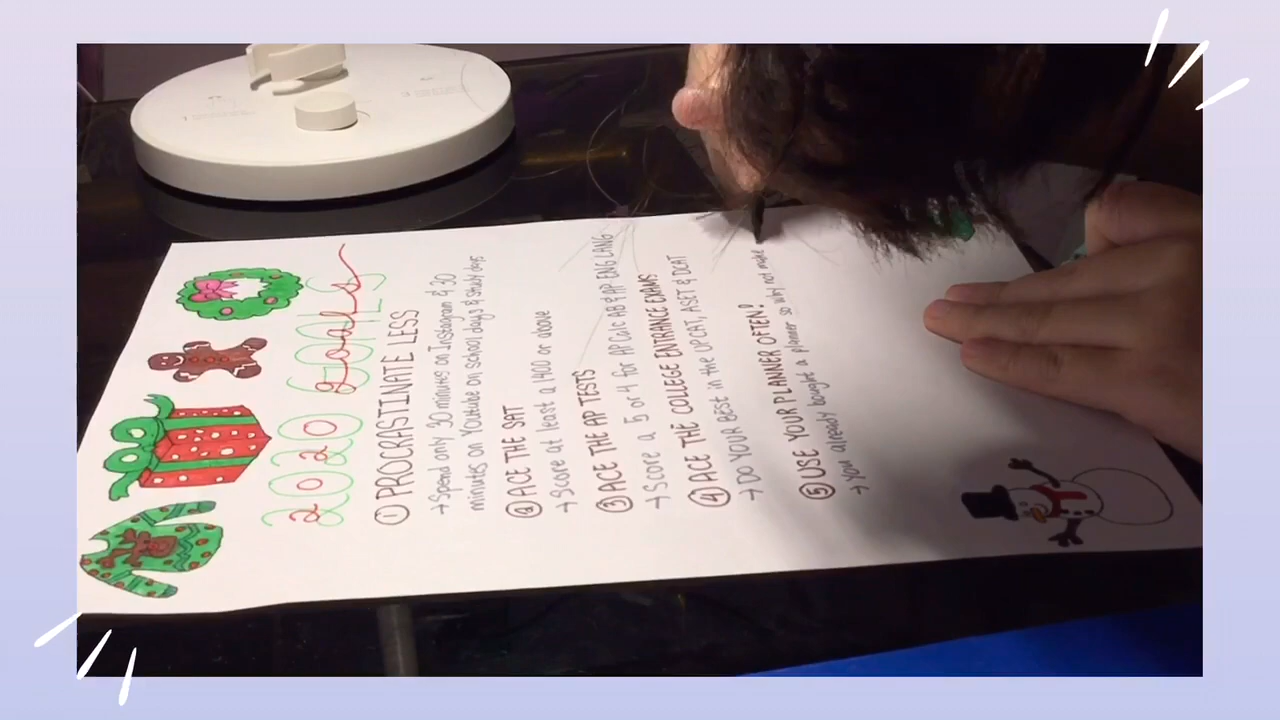 2020 Goals
① PROCRASTINATE LESS
→ Spend only 30 minutes on Instagram & 30
minutes on Youtube on school days & study days
② ACE THE SAT
→ Score at least a 1400 or above
③ ACE THE AP TESTS
→ Score a 5 or 4 for AP Calc AB & AP ENG LANG
④ ACE THE COLLEGE ENTRANCE EXAMS
→ DO YOUR BEST in the UPCAT, ASET & DCAT
⑤ USE YOUR PLANNER OFTEN!
→ You already bought a planner so why not make